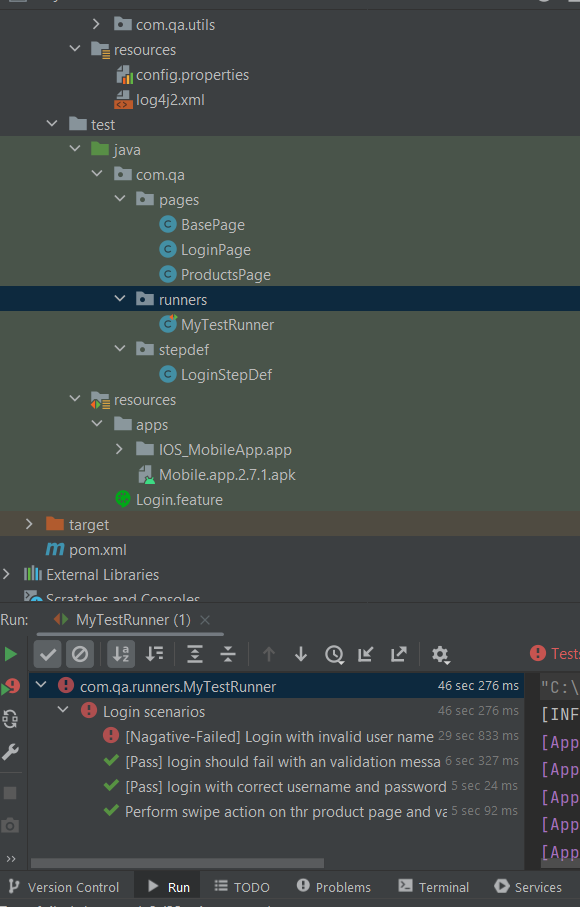 com.qa.utils
resources
config.properties
log4j2.xml
test
java
com.qa
pages
BasePage
LoginPage
ProductsPage
runners
MyTestRunner
stepdef
LoginStepDef
resources
apps
IOS_MobileApp.app
Mobile.app.2.7.1.apk
Login.feature
target
pom.xml
External Libraries
Scratches and Consoles
Run: MyTestRunner (1)
Tests
com.qa.runners.MyTestRunner 46 sec 276 ms "C:\
Login scenarios 46 sec 276 ms [INF
[Nagative-Failed] Login with invalid user name 29 sec 833 ms [App
[Pass] login should fail with an validation messa 6 sec 327 ms [App
[Pass] login with correct username and password 5 sec 24 ms [App
Perform swipe action on thr product page and va 5 sec 92 ms [App
[App
Version Control Run TODO Problems Terminal Services